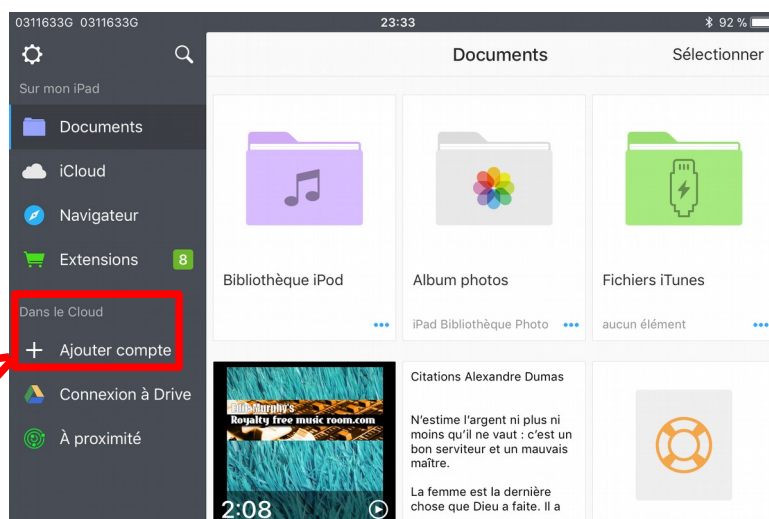 0311633G 0311633G
23:33
92 %
Sur mon iPad
Documents
iCloud
Navigateur
Extensions
8
Dans le Cloud
Ajouter compte
Connexion à Drive
À proximité
Documents
Sélectionner
Bibliothèque iPod
Album photos
iPad Bibliothèque Photo
Fichiers iTunes
aucun élément
Royalty free music room.com
2:08
Citations Alexandre Dumas
N'estime l'argent ni plus ni
moins qu'il ne vaut : c'est un
bon serviteur et un mauvais
maître.
La femme est la dernière
chose que Dieu a faite. Il a